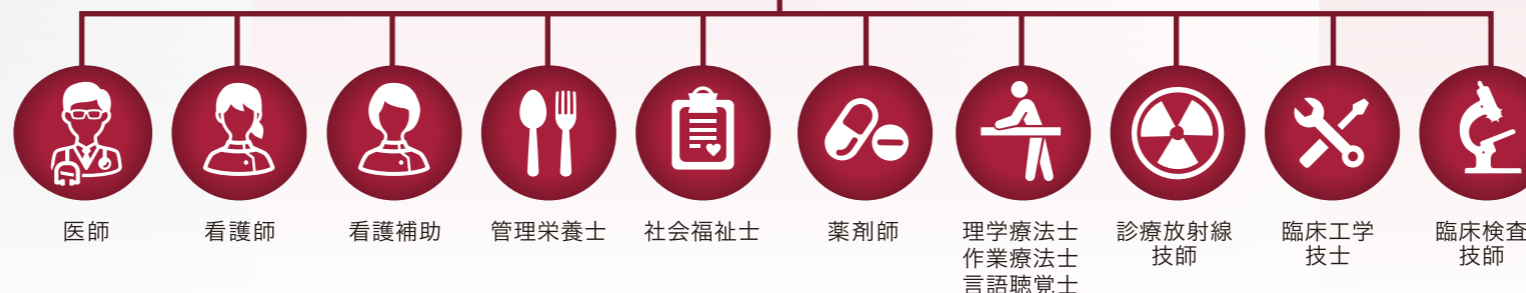 医師
看護師
看護補助
管理栄養士
社会福祉士
薬剤師
理学療法士
作業療法士
言語聴覚士
診療放射線
技師
臨床工学
技士
臨床検査
技師